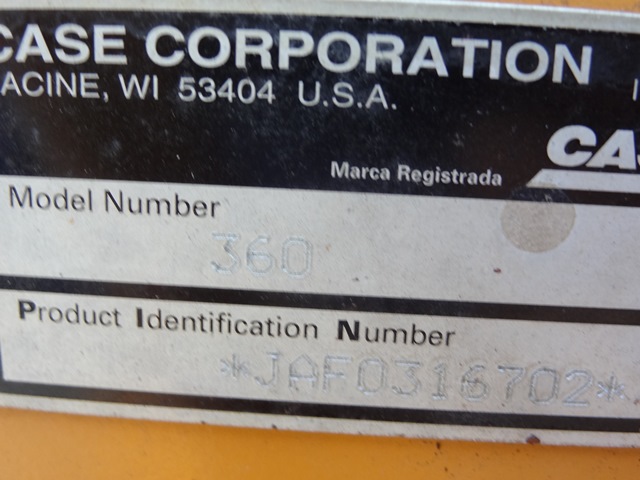 CASE CORPORATION
ACINE, WI 53404 U.S.A.
CA
Marca Registrada
Model Number
360
Product Identification Number
*JAF0316702*